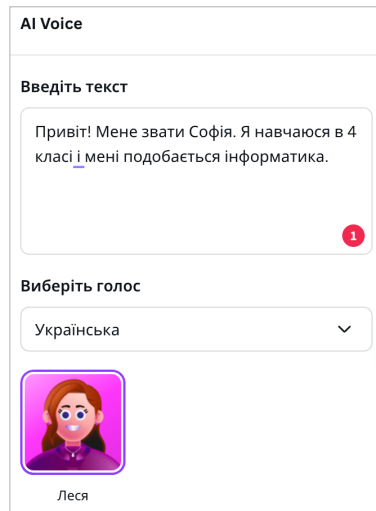 AI Voice
Введіть текст
Привіт! Мене звати Софія. Я навчаюся в 4
класі і мені подобається інформатика.
1
Виберіть голос
Українська
Леся